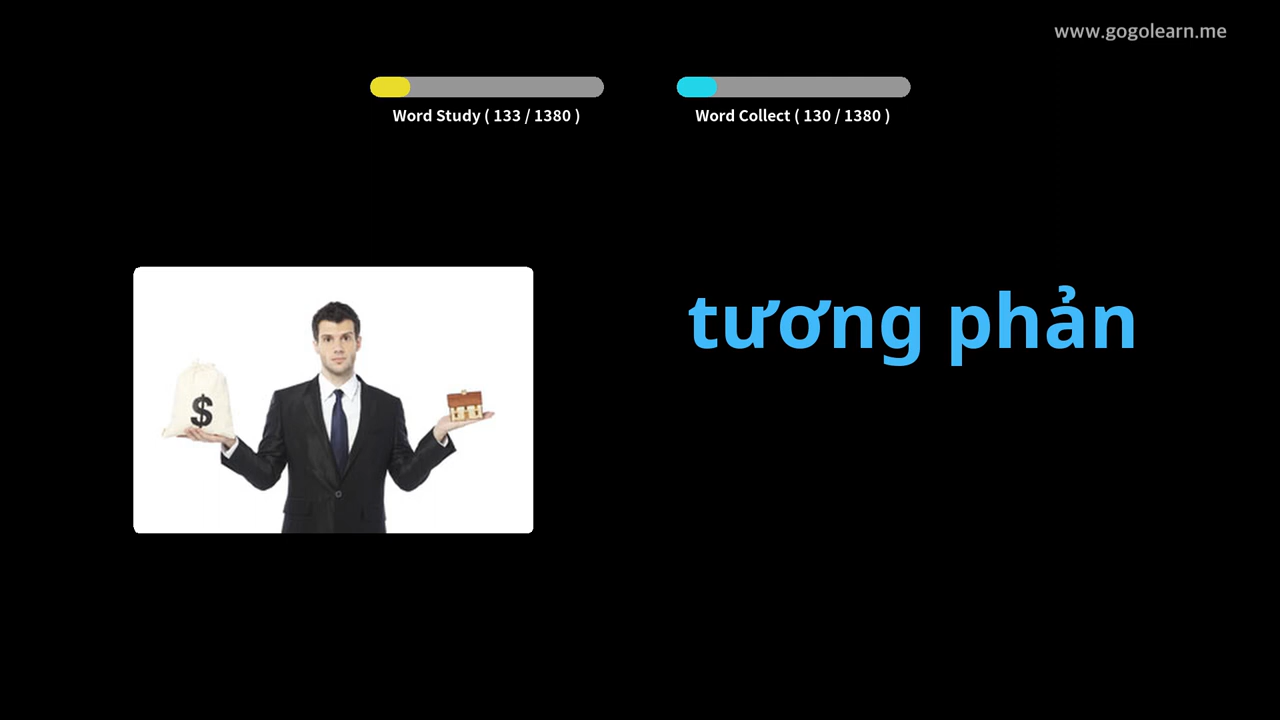 www.gogolearn.me
Word Study ( 133 / 1380 )
Word Collect ( 130 / 1380 )
tương phản
$